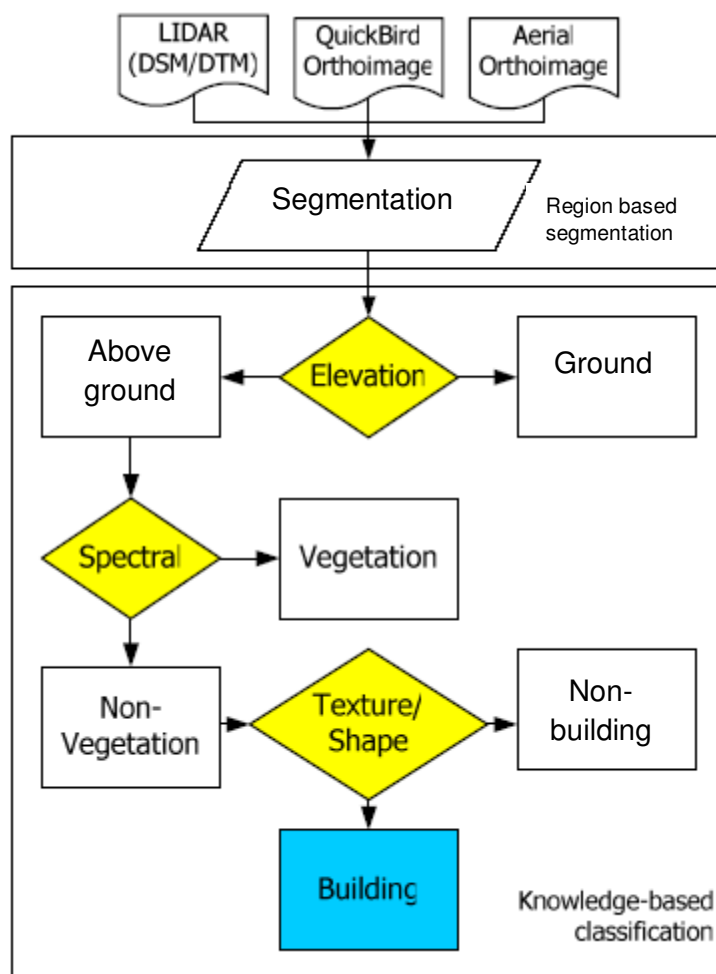 LIDAR
(DSM/DTM)
QuickBird
Orthoimage
Aerial
Orthoimage
Segmentation
Region based
segmentation
Above
ground
Elevation
Ground
Spectral
Vegetation
Non-
Vegetation
Texture/
Shape
Non-
building
Building
Knowledge-based
classification